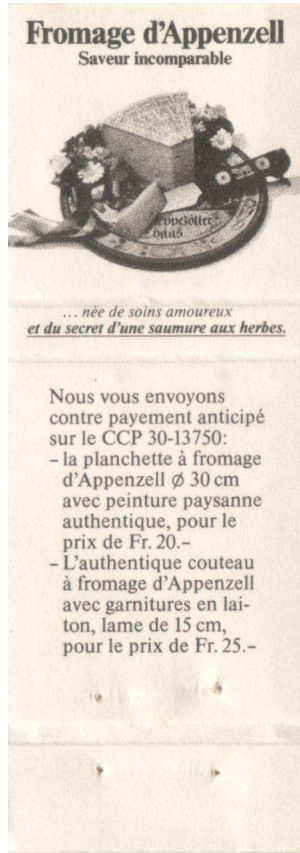 Fromage d'Appenzell
Saveur incomparable
... née de soins amoureux
et du secret d'une saumure aux herbes.
Nous vous envoyons
contre payement anticipé
sur le CCP 30-13750:
– la planchette à fromage
d'Appenzell ⌀ 30 cm
avec peinture paysanne
authentique, pour le
prix de Fr. 20.–
– L'authentique couteau
à fromage d'Appenzell
avec garnitures en lai-
ton, lame de 15 cm,
pour le prix de Fr. 25.–